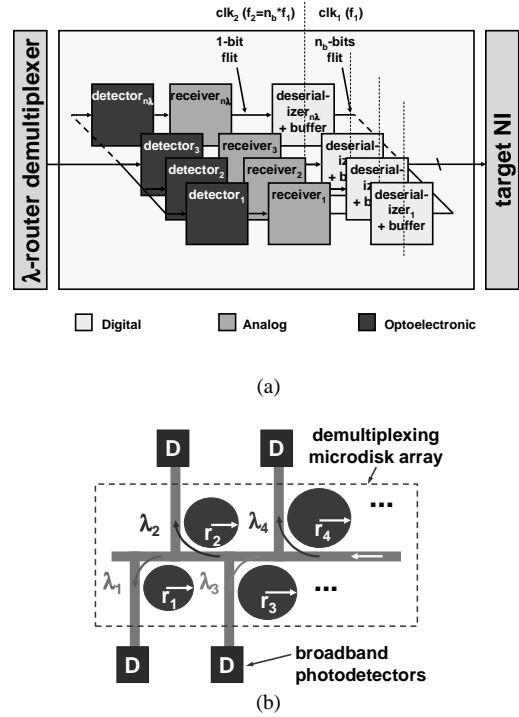 clk₂ (f₂=n_b*f₁)
clk₁ (f₁)
1-bit flit
n_b-bits flit
λ-router demultiplexer
detector_nλ
receiver_nλ
deserial-
izer_nλ
+ buffer
detector₃
receiver₃
deserial-
detector₂
receiver₂
deserial-
+ b
detector₁
receiver₁
deserial-
izer₁
+ buffer
target NI
Digital
Analog
Optoelectronic
(a)
D
D
demultiplexing
microdisk array
λ₂
r₂
λ₄
r₄
...
λ₁
r₁
λ₃
r₃
...
D
D
broadband
photodetectors
(b)